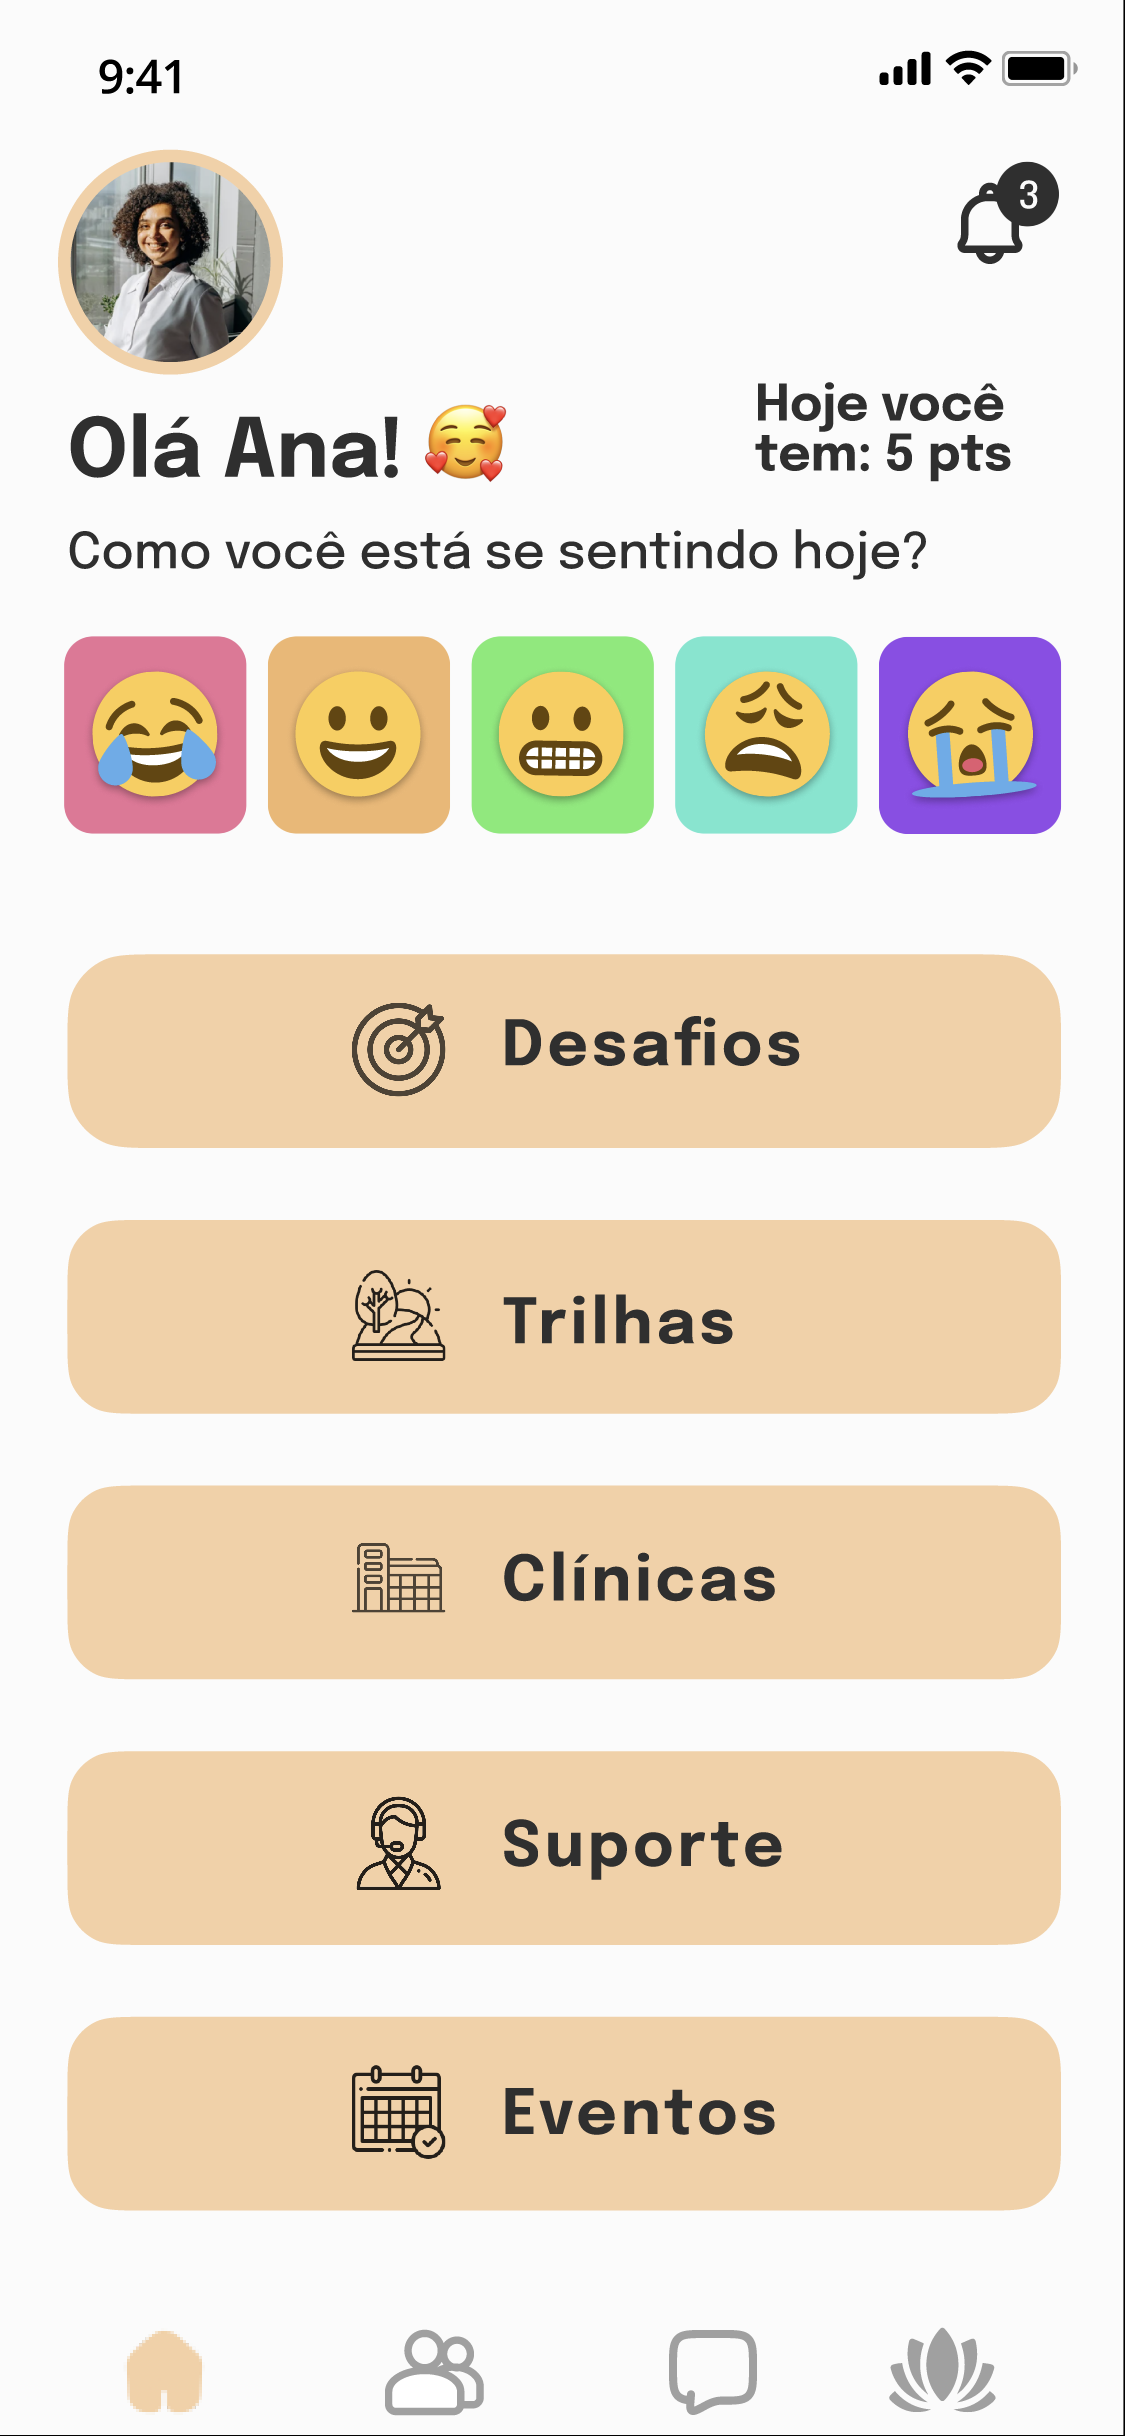 9:41
3
Olá Ana! 🥰
Hoje você
tem: 5 pts
Como você está se sentindo hoje?
Desafios
Trilhas
Clínicas
Suporte
Eventos